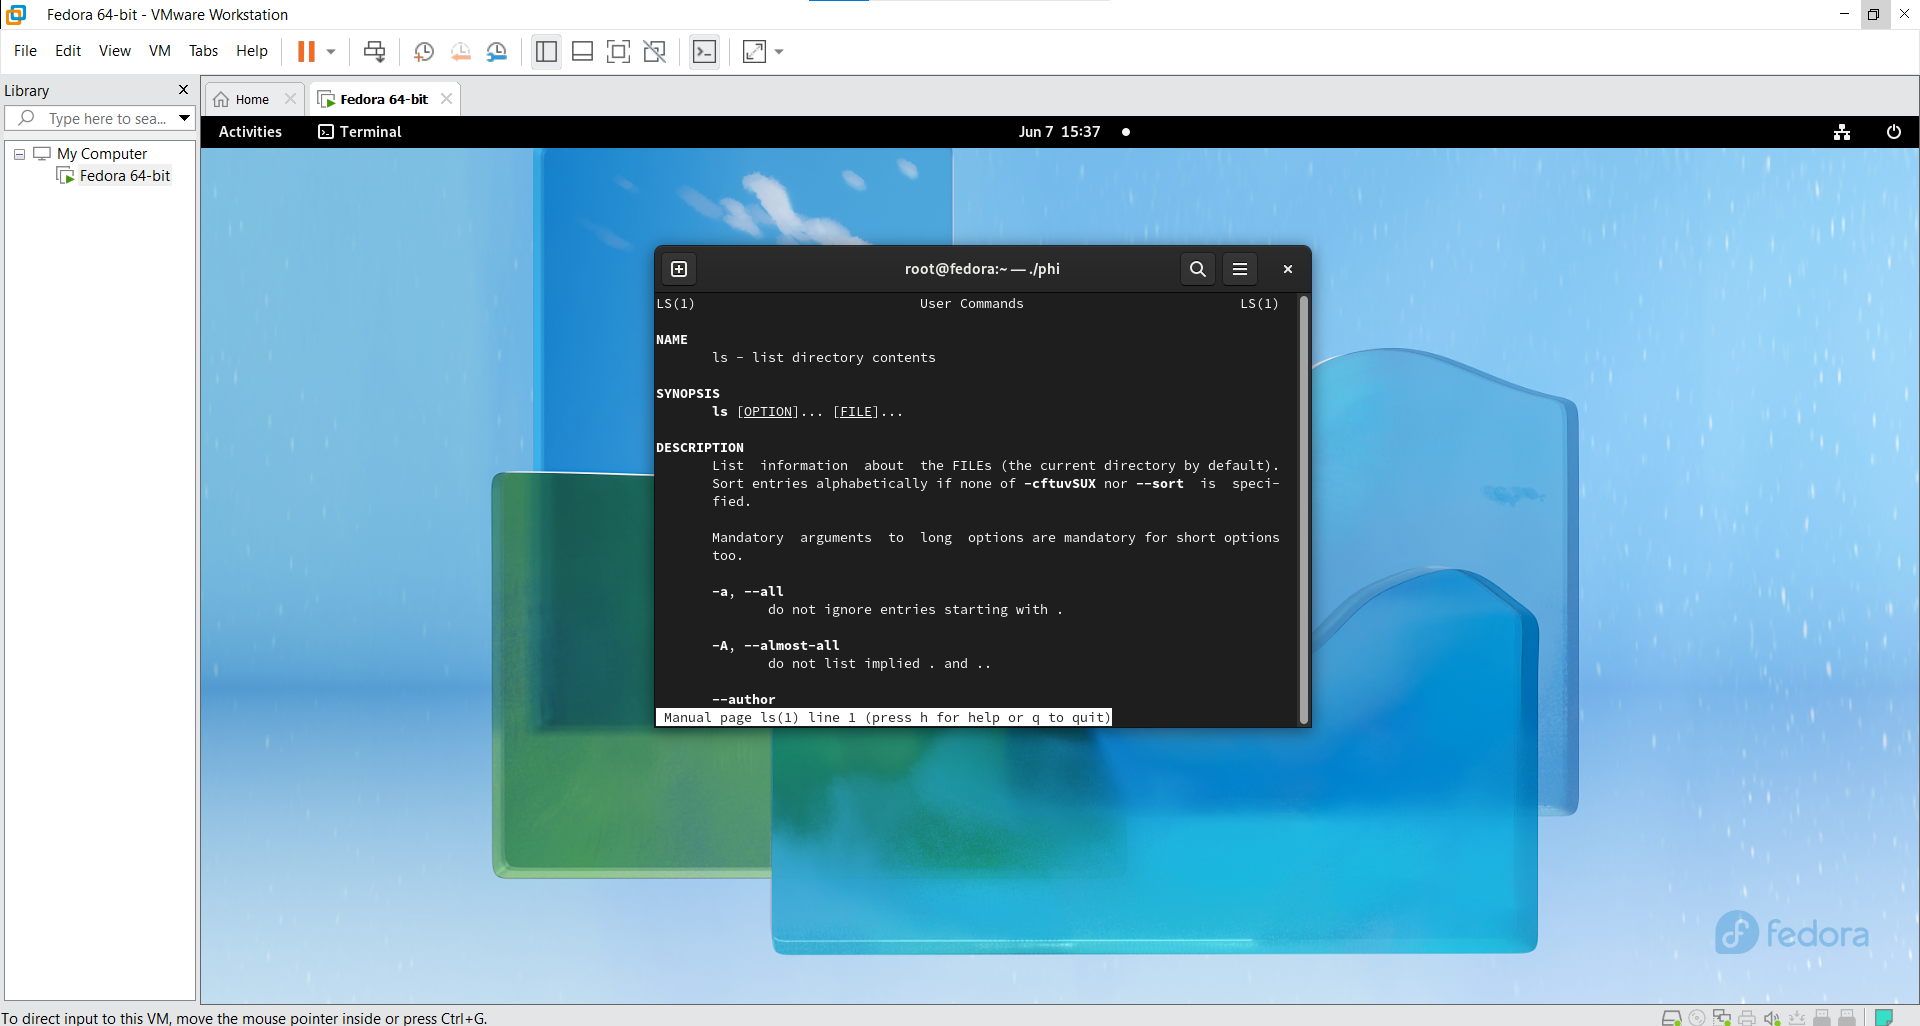 Fedora 64-bit - VMware Workstation
File Edit View VM Tabs Help
Library
Type here to sea...
My Computer
Fedora 64-bit
Home
Fedora 64-bit
Activities Terminal Jun 7 15:37
root@fedora:~ — ./phi
LS(1) User Commands LS(1)
NAME
ls - list directory contents
SYNOPSIS
ls [OPTION]... [FILE]...
DESCRIPTION
List information about the FILEs (the current directory by default).
Sort entries alphabetically if none of -cftuvSUX nor --sort is speci-
fied.
Mandatory arguments to long options are mandatory for short options
too.
-a, --all
do not ignore entries starting with .
-A, --almost-all
do not list implied . and ..
--author
Manual page ls(1) line 1 (press h for help or q to quit)
fedora
To direct input to this VM, move the mouse pointer inside or press Ctrl+G.